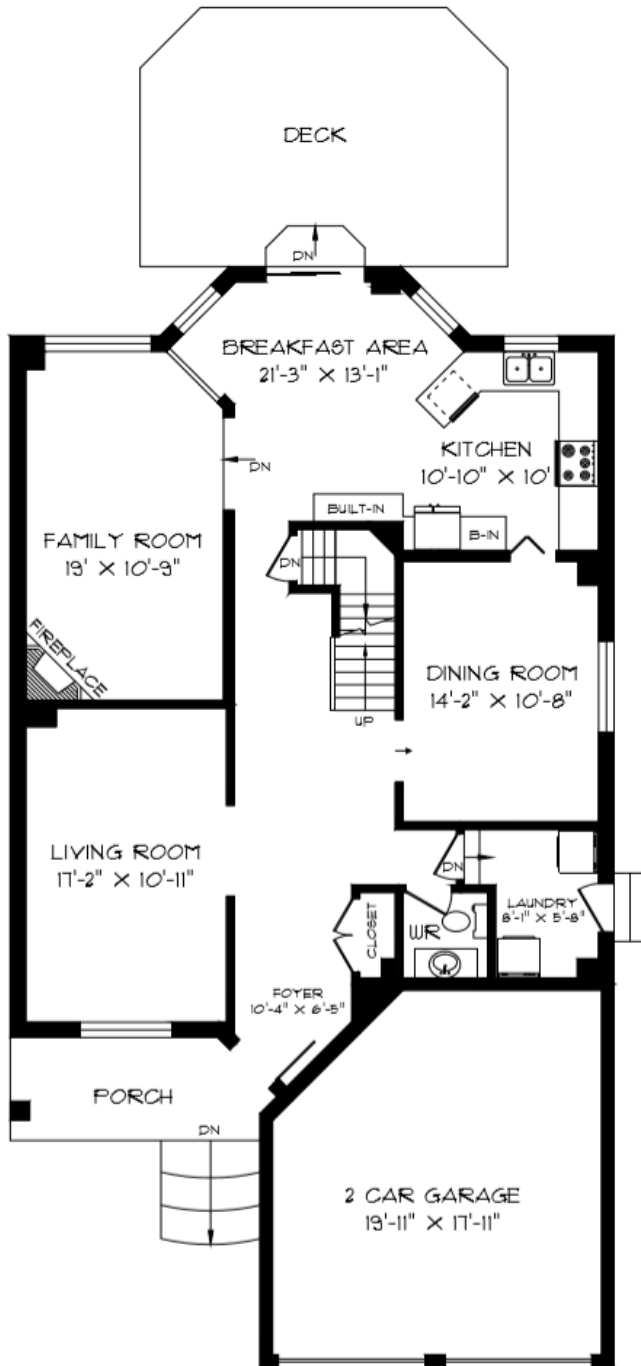 DECK
DN
BREAKFAST AREA
21'-3" X 13'-1"
KITCHEN
10'-10" X 10'
DN
BUILT-IN
B-IN
FAMILY ROOM
19' X 10'-9"
DN
FIREPLACE
DINING ROOM
14'-2" X 10'-8"
UP
LIVING ROOM
17'-2" X 10'-11"
DN
LAUNDRY
8'-1" X 5'-8"
CLOSET
WR
FOYER
10'-4" X 6'-5"
PORCH
DN
2 CAR GARAGE
19'-11" X 17'-11"